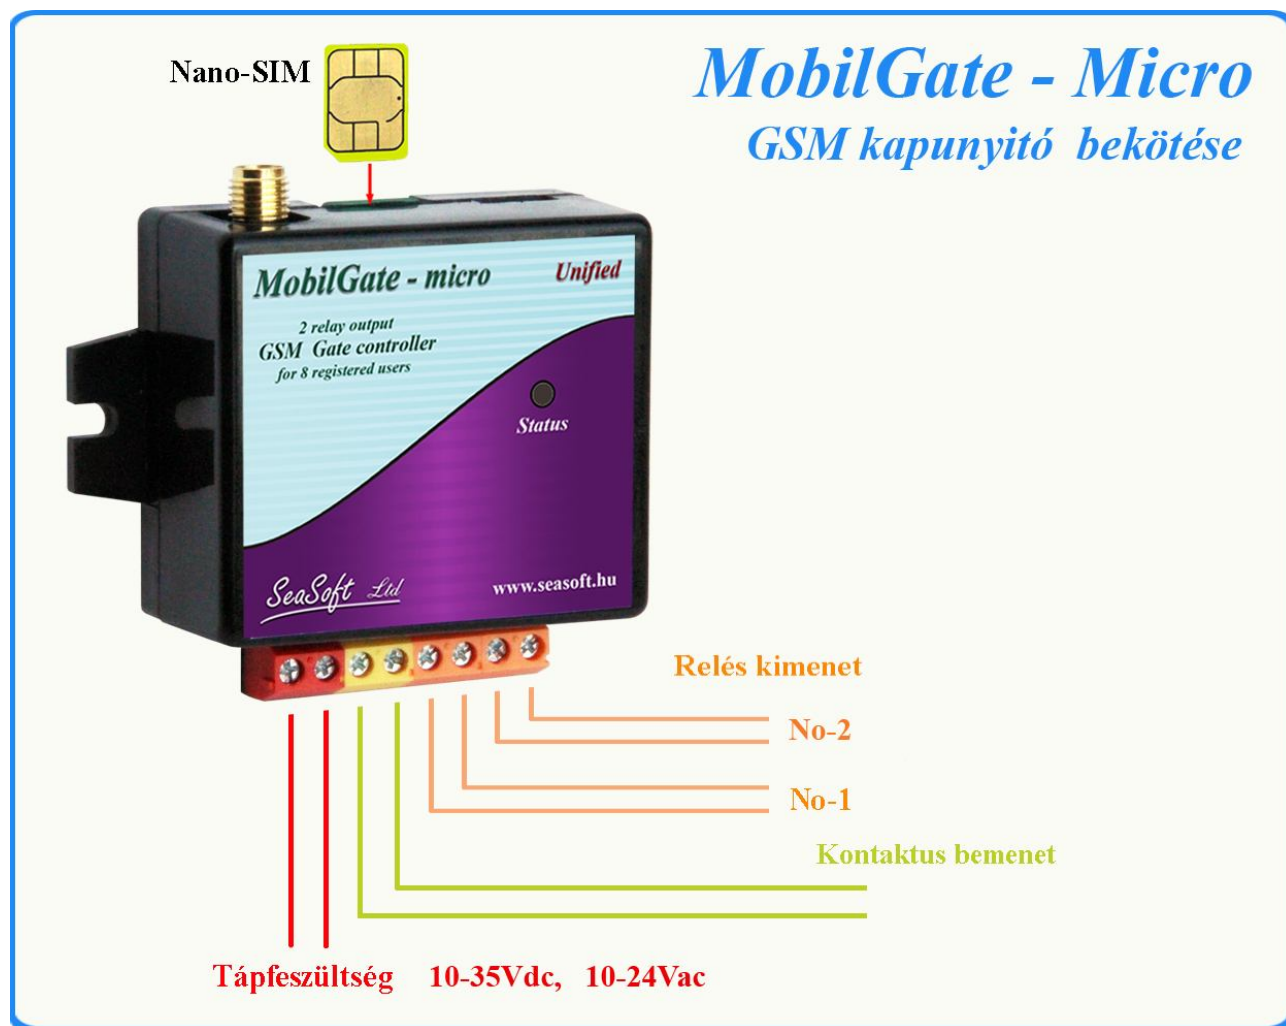 Nano-SIM
MobilGate - Micro
GSM kapunyitó bekötése
MobilGate - micro
Unified
2 relay output
GSM Gate controller
for 8 registered users
Status
SeaSoft Ltd
www.seasoft.hu
Relés kimenet
No-2
No-1
Kontaktus bemenet
Tápfeszültség 10-35Vdc, 10-24Vac